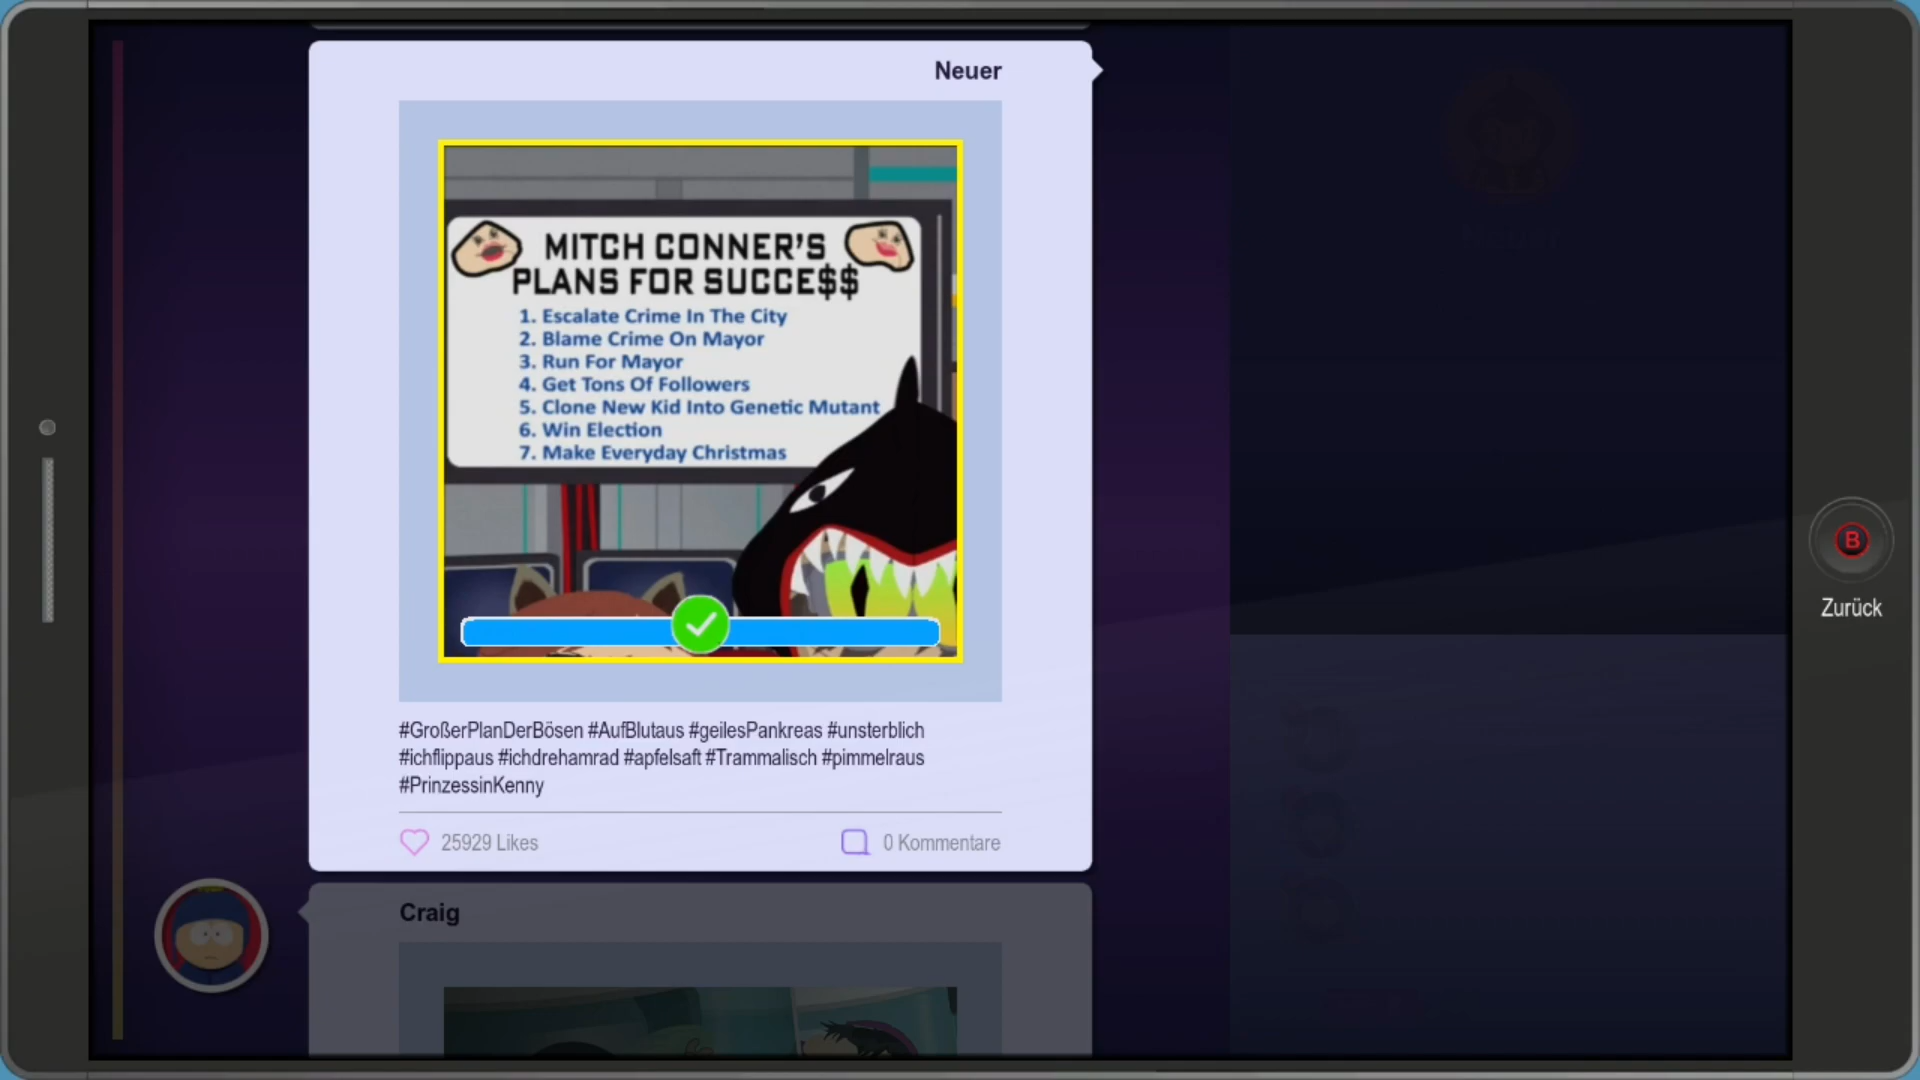 Neuer
MITCH CONNER'S
PLANS FOR SUCCE$$
1. Escalate Crime In The City
2. Blame Crime On Mayor
3. Run For Mayor
4. Get Tons Of Followers
5. Clone New Kid Into Genetic Mutant
6. Win Election
7. Make Everyday Christmas
#GroßerPlanDerBösen #AufBlutaus #geilesPankreas #unsterblich
#ichflippaus #ichdrehamrad #apfelsaft #Trammalisch #pimmelraus
#PrinzessinKenny
25929 Likes
0 Kommentare
Craig
B
Zurück